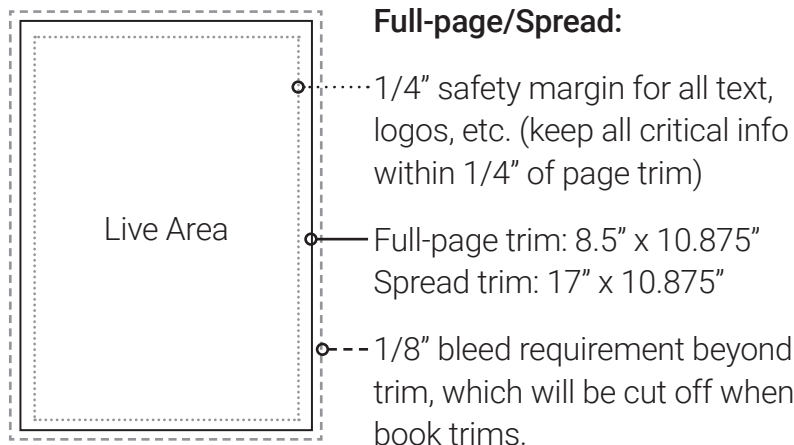 Full-page/Spread:
1/4” safety margin for all text,
logos, etc. (keep all critical info
within 1/4” of page trim)
Live Area
Full-page trim: 8.5” x 10.875”
Spread trim: 17” x 10.875”
1/8” bleed requirement beyond
trim, which will be cut off when
book trims.